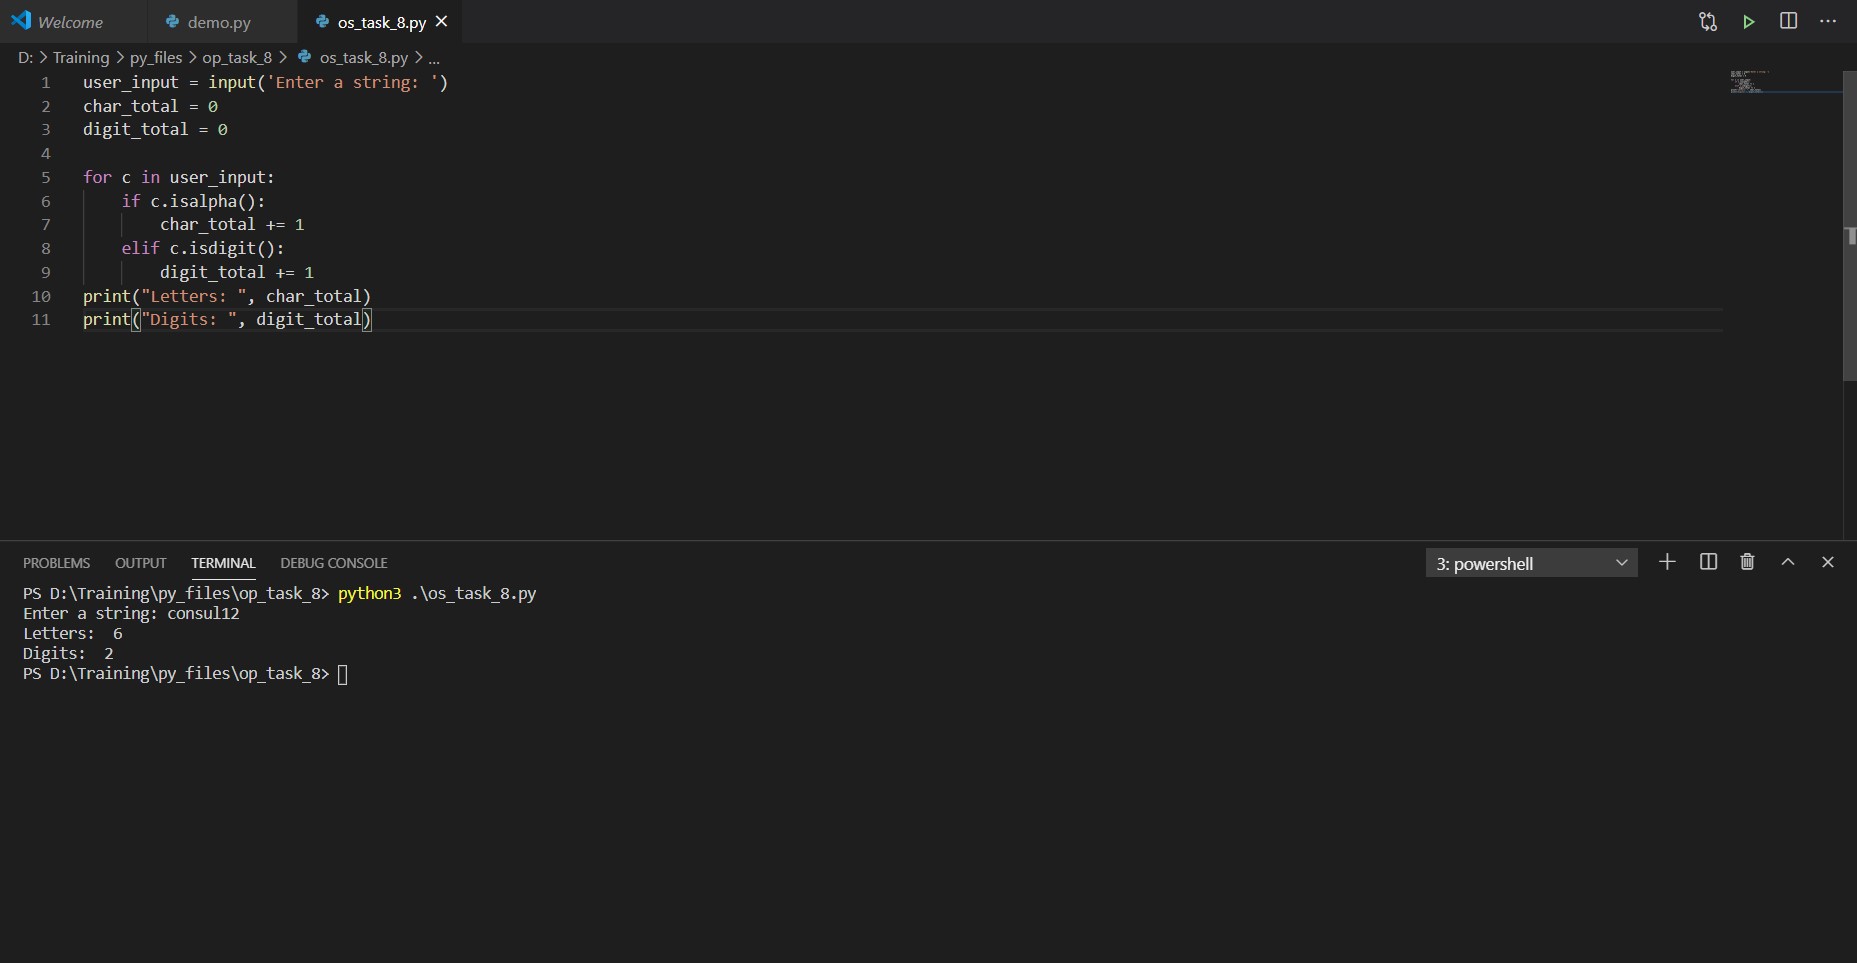 Welcome demo.py os_task_8.py
D: > Training > py_files > op_task_8 > os_task_8.py > ...
1 user_input = input('Enter a string: ')
2 char_total = 0
3 digit_total = 0
4
5 for c in user_input:
6     if c.isalpha():
7         char_total += 1
8     elif c.isdigit():
9         digit_total += 1
10 print("Letters: ", char_total)
11 print("Digits: ", digit_total)
PROBLEMS OUTPUT TERMINAL DEBUG CONSOLE 3: powershell
PS D:\Training\py_files\op_task_8> python3 .\os_task_8.py
Enter a string: consul12
Letters:  6
Digits:  2
PS D:\Training\py_files\op_task_8>